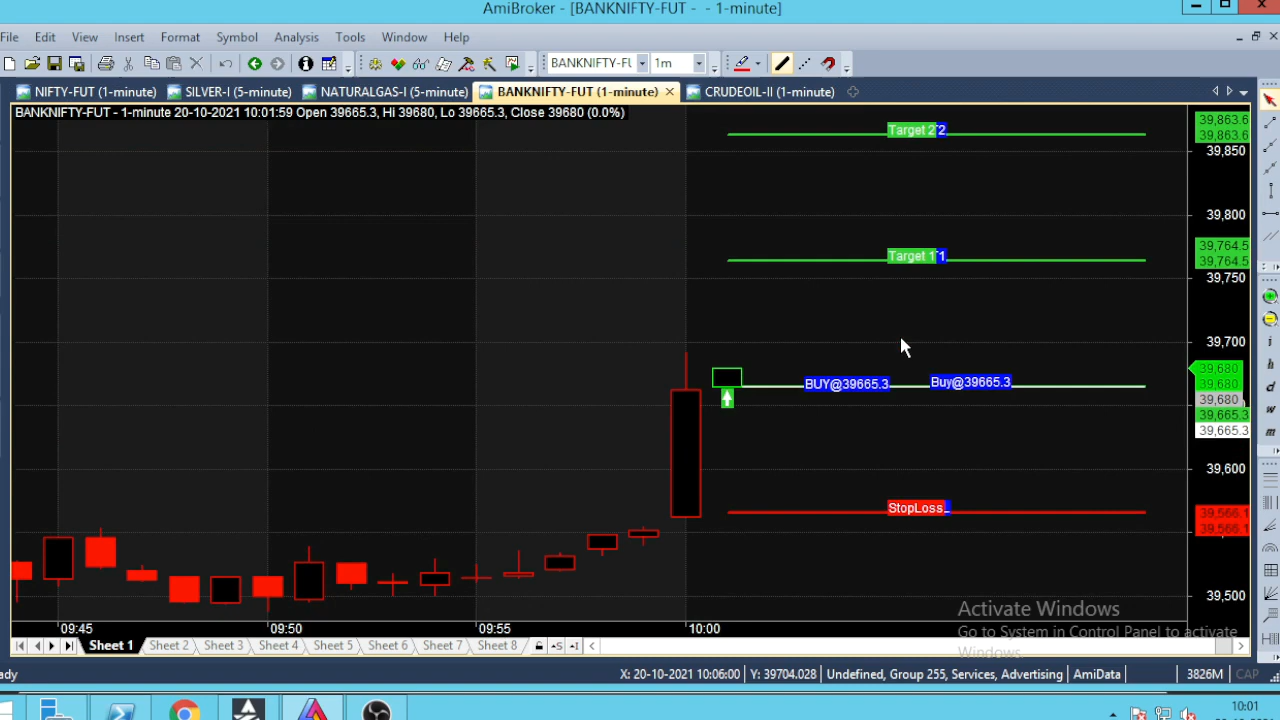 AmiBroker - [BANKNIFTY-FUT - - 1-minute]
File Edit View Insert Format Symbol Analysis Tools Window Help
BANKNIFTY-FU 1m
NIFTY-FUT (1-minute) SILVER-I (5-minute) NATURALGAS-I (5-minute) BANKNIFTY-FUT (1-minute) CRUDEOIL-II (1-minute)
BANKNIFTY-FUT - 1-minute 20-10-2021 10:01:59 Open 39665.3, Hi 39680, Lo 39665.3, Close 39680 (0.0%)
39,863.6
Target 2 2
39,863.6
39,850
39,800
39,764.5
Target 1 1
39,764.5
39,750
39,700
39,680
BUY@39665.3 Buy@39665.3
39,680
39,680
39,665.3
39,665.3
39,600
StopLoss
39,566.1
39,566.1
39,500
Activate Windows
Go to System in Control Panel to activate
Windows.
09:45 09:50 09:55 10:00
Sheet 1 Sheet 2 Sheet 3 Sheet 4 Sheet 5 Sheet 6 Sheet 7 Sheet 8
ady X: 20-10-2021 10:06:00 Y: 39704.028 Undefined, Group 255, Services, Advertising AmiData 3826M CAP
10:01